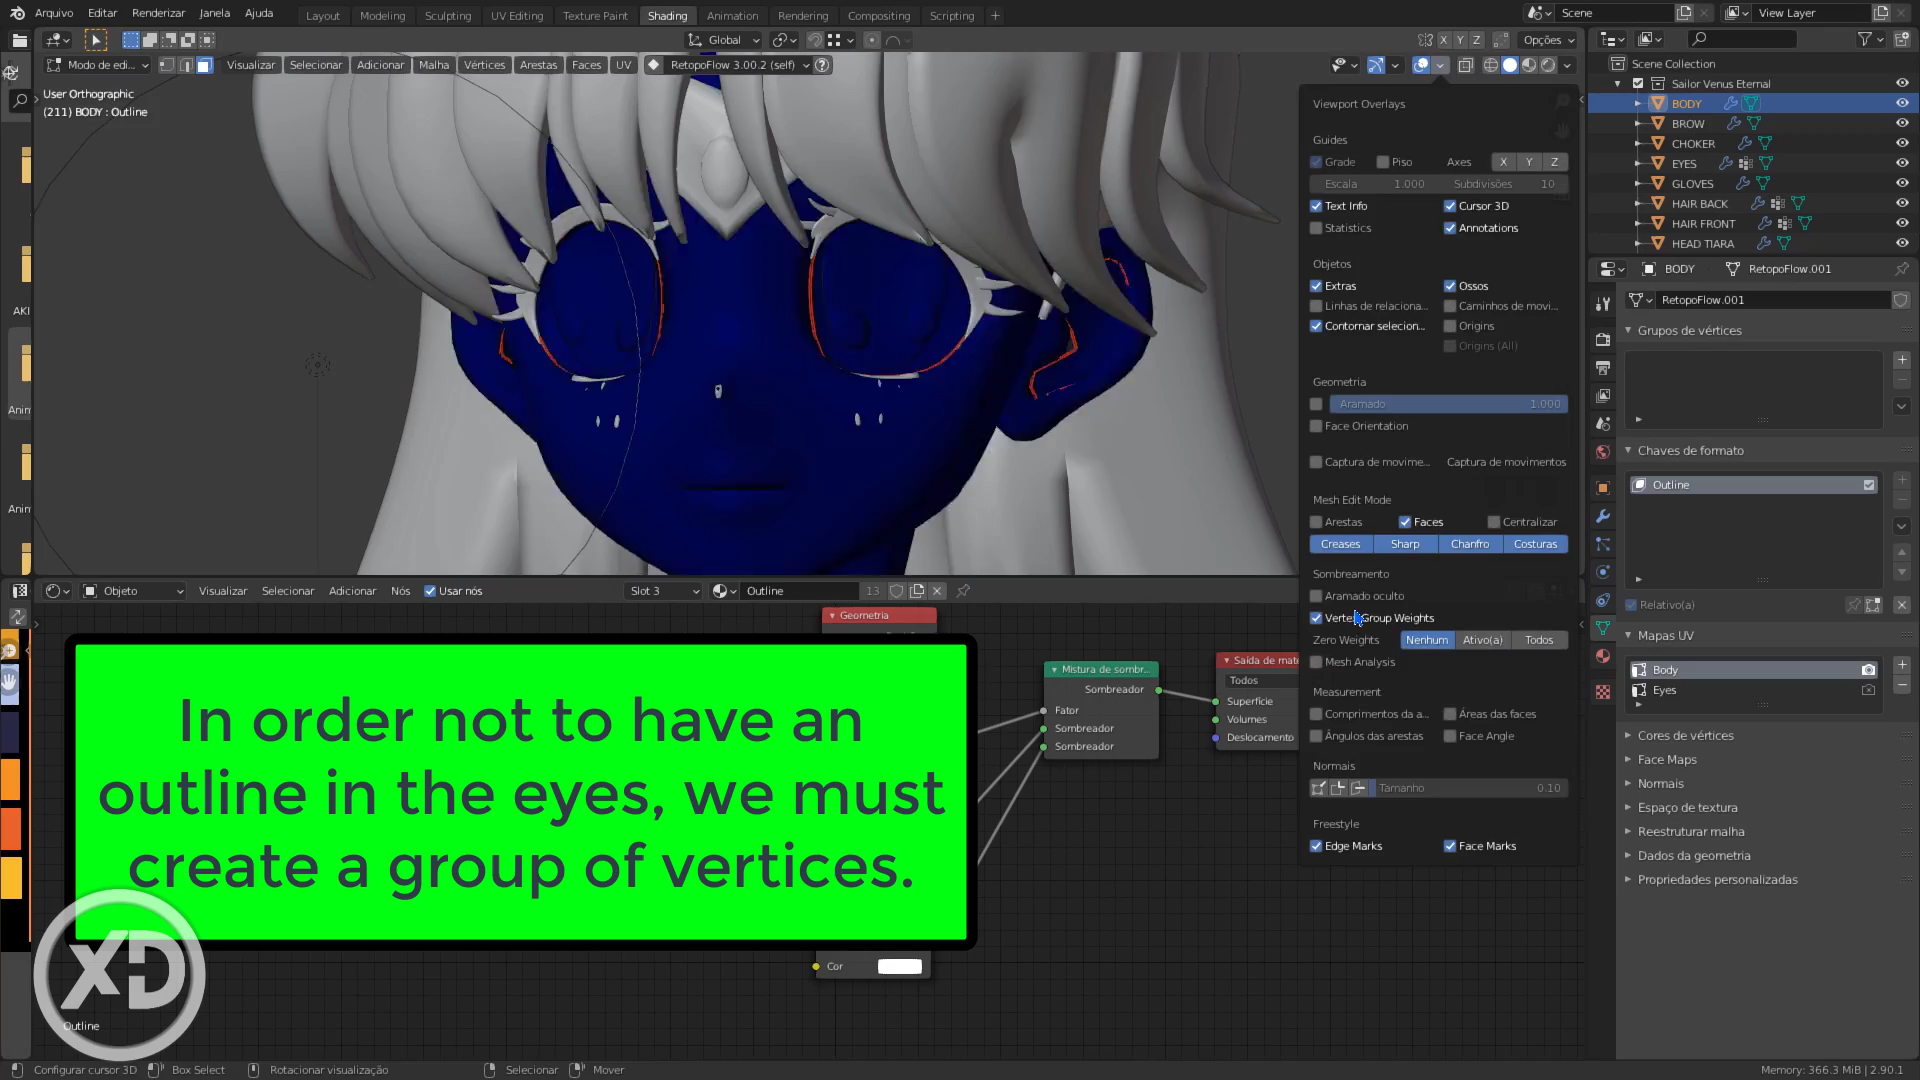 Arquivo Editar Renderizar Janela Ajuda Layout Modeling Sculpting UV Editing Texture Paint Shading Animation Rendering Compositing Scripting + Scene View Layer
Global Opções
Modo de edi... Visualizar Selecionar Adicionar Malha Vértices Arestas Faces UV RetopoFlow 3.00.2 (self)
X Y Z
User Orthographic
(211) BODY : Outline
AKI
Anin
Anin
Viewport Overlays
Guides
Grade Piso Axes X Y Z
Escala 1.000 Subdivisões 10
Text Info Cursor 3D
Statistics Annotations
Objetos
Extras Ossos
Linhas de relaciona... Caminhos de movi...
Contornar selecion... Origins
Origins (All)
Geometria
Aramado 1.000
Face Orientation
Captura de movime... Captura de movimentos
Mesh Edit Mode
Arestas Faces Centralizar
Creases Sharp Chanfro Costuras
Sombreamento
Aramado oculto
Vertex Group Weights
Zero Weights Nenhum Ativo(a) Todos
Mesh Analysis
Measurement
Comprimentos da a... Áreas das faces
Ângulos das arestas Face Angle
Normais
Tamanho 0.10
Freestyle
Edge Marks Face Marks
Scene Collection
Sailor Venus Eternal
BODY
BROW
CHOKER
EYES
GLOVES
HAIR BACK
HAIR FRONT
HEAD TIARA
BODY RetopoFlow.001
RetopoFlow.001
Grupos de vértices
Chaves de formato
Outline
Relativo(a)
Mapas UV
Body
Eyes
Cores de vértices
Face Maps
Normais
Espaço de textura
Reestruturar malha
Dados da geometria
Propriedades personalizadas
Objeto Visualizar Selecionar Adicionar Nós Usar nós Slot 3 Outline 13
Geometria
Mistura de sombr...
Sombreador
Fator
Sombreador
Sombreador
Saída de mate
Todos
Superfície
Volumes
Deslocamento
In order not to have an
outline in the eyes, we must
create a group of vertices.
Cor
XD
Outline
Configurar cursor 3D Box Select Rotacionar visualização Selecionar Mover Memory: 366.3 MiB | 2.90.1